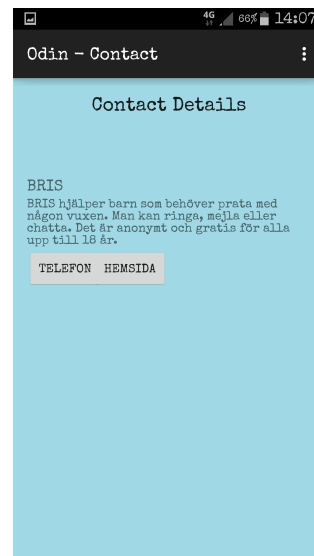 4G 66% 14:07
Odin - Contact
Contact Details
BRIS
BRIS hjälper barn som behöver prata med
någon vuxen. Man kan ringa, mejla eller
chatta. Det är anonymt och gratis för alla
upp till 18 år.
TELEFON HEMSIDA